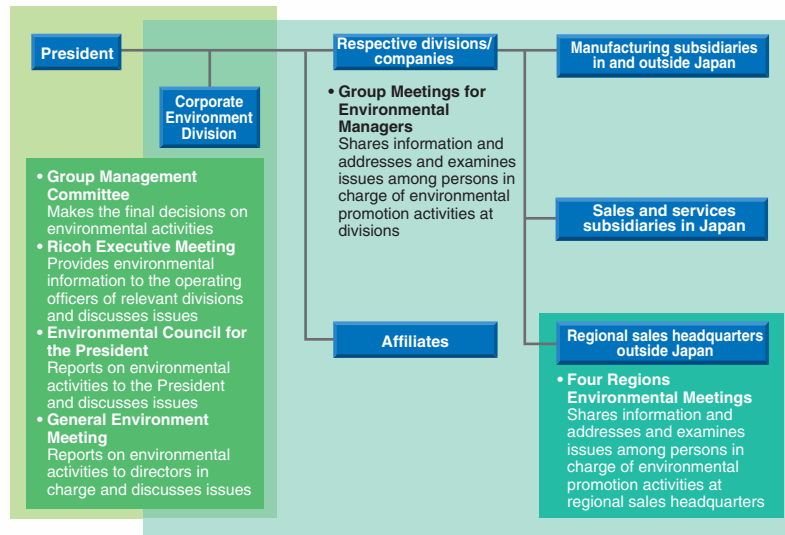 President
Corporate
Environment
Division
• Group Management
Committee
Makes the final decisions on
environmental activities
• Ricoh Executive Meeting
Provides environmental
information to the operating
officers of relevant divisions
and discusses issues
• Environmental Council for
the President
Reports on environmental
activities to the President
and discusses issues
• General Environment
Meeting
Reports on environmental
activities to directors in
charge and discusses issues
Respective divisions/
companies
• Group Meetings for
Environmental
Managers
Shares information and
addresses and examines
issues among persons in
charge of environmental
promotion activities at
divisions
Affiliates
Manufacturing subsidiaries
in and outside Japan
Sales and services
subsidiaries in Japan
Regional sales headquarters
outside Japan
• Four Regions
Environmental Meetings
Shares information and
addresses and examines
issues among persons in
charge of environmental
promotion activities at
regional sales headquarters